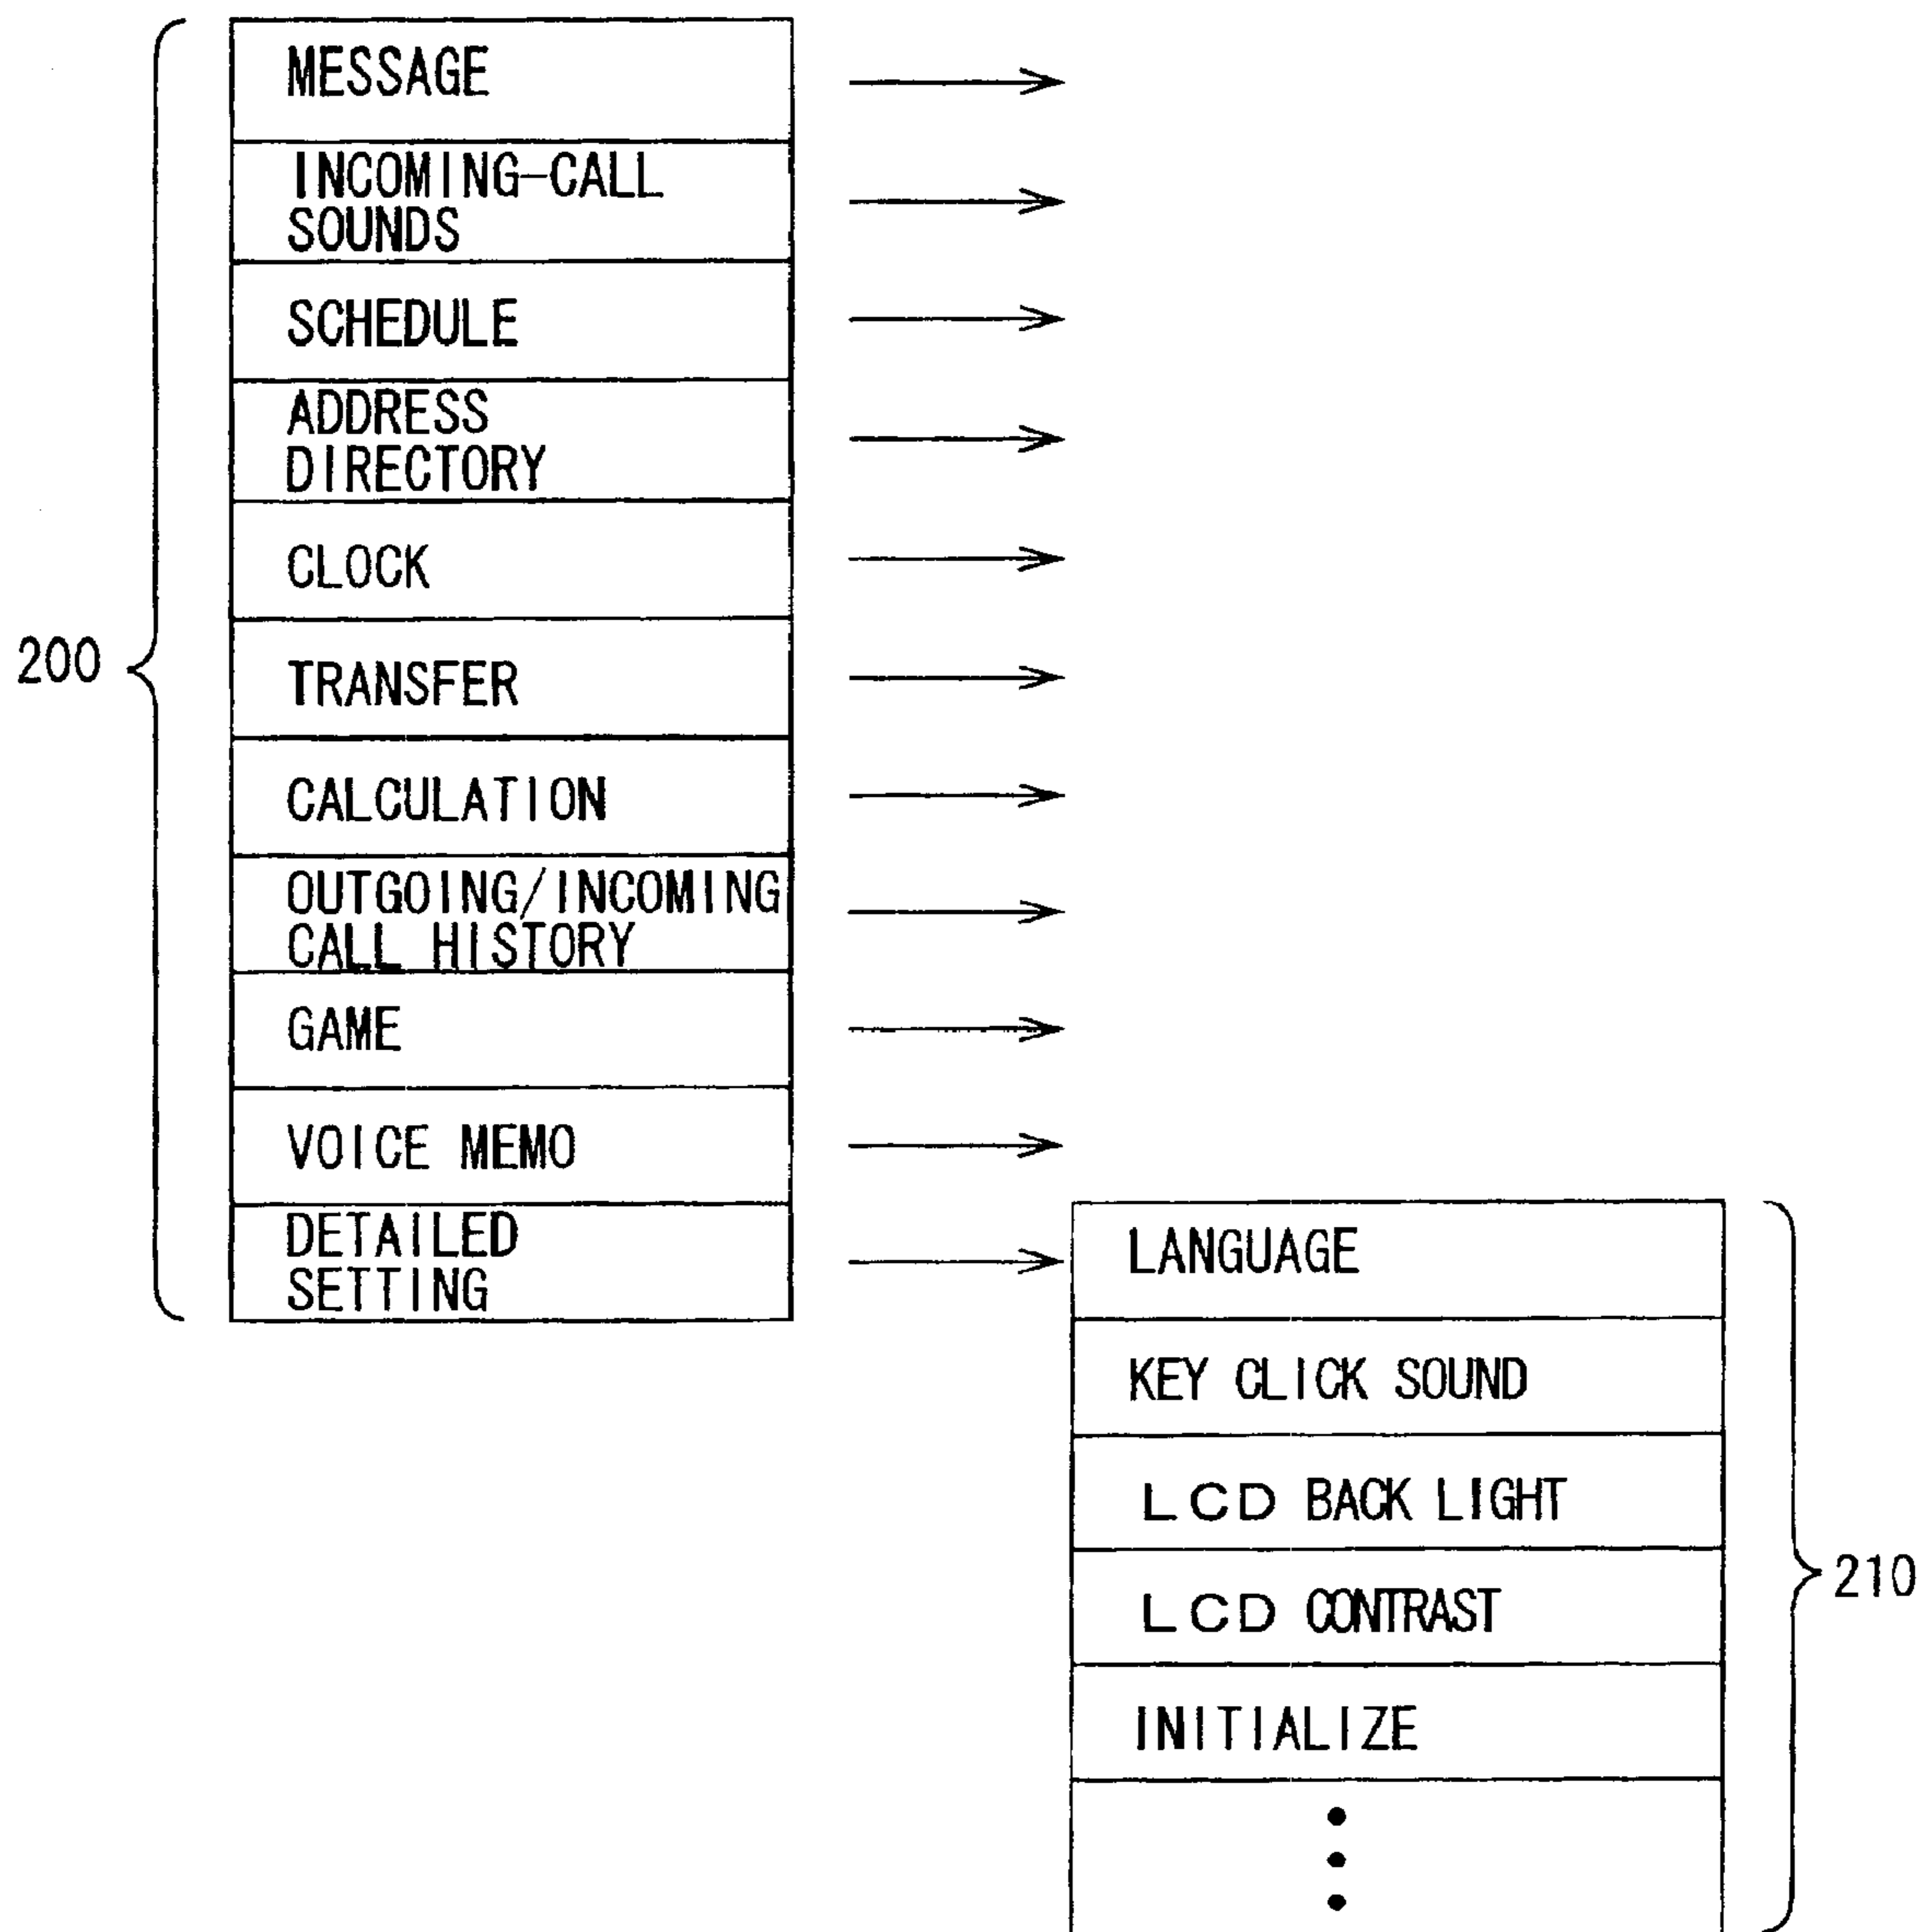 MESSAGE
INCOMING-CALL
SOUNDS
SCHEDULE
ADDRESS
DIRECTORY
CLOCK
200
TRANSFER
CALCULATION
OUTGOING/INCOMING
CALL HISTORY
GAME
VOICE MEMO
DETAILED
SETTING
LANGUAGE
KEY CLICK SOUND
LCD BACK LIGHT
LCD CONTRAST
210
INITIALIZE